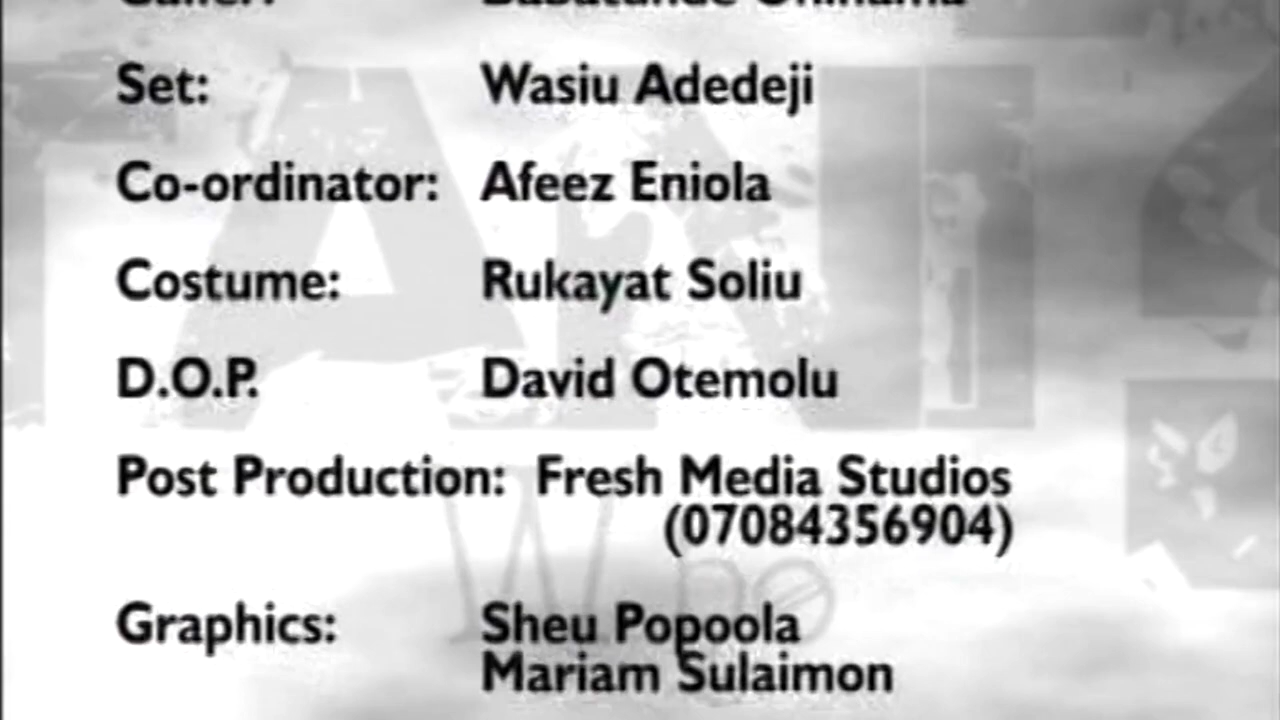 Set: Wasiu Adedeji
Co-ordinator: Afeez Eniola
Costume: Rukayat Soliu
D.O.P. David Otemolu
Post Production: Fresh Media Studios
(07084356904)
Graphics: Sheu Popoola
Mariam Sulaimon